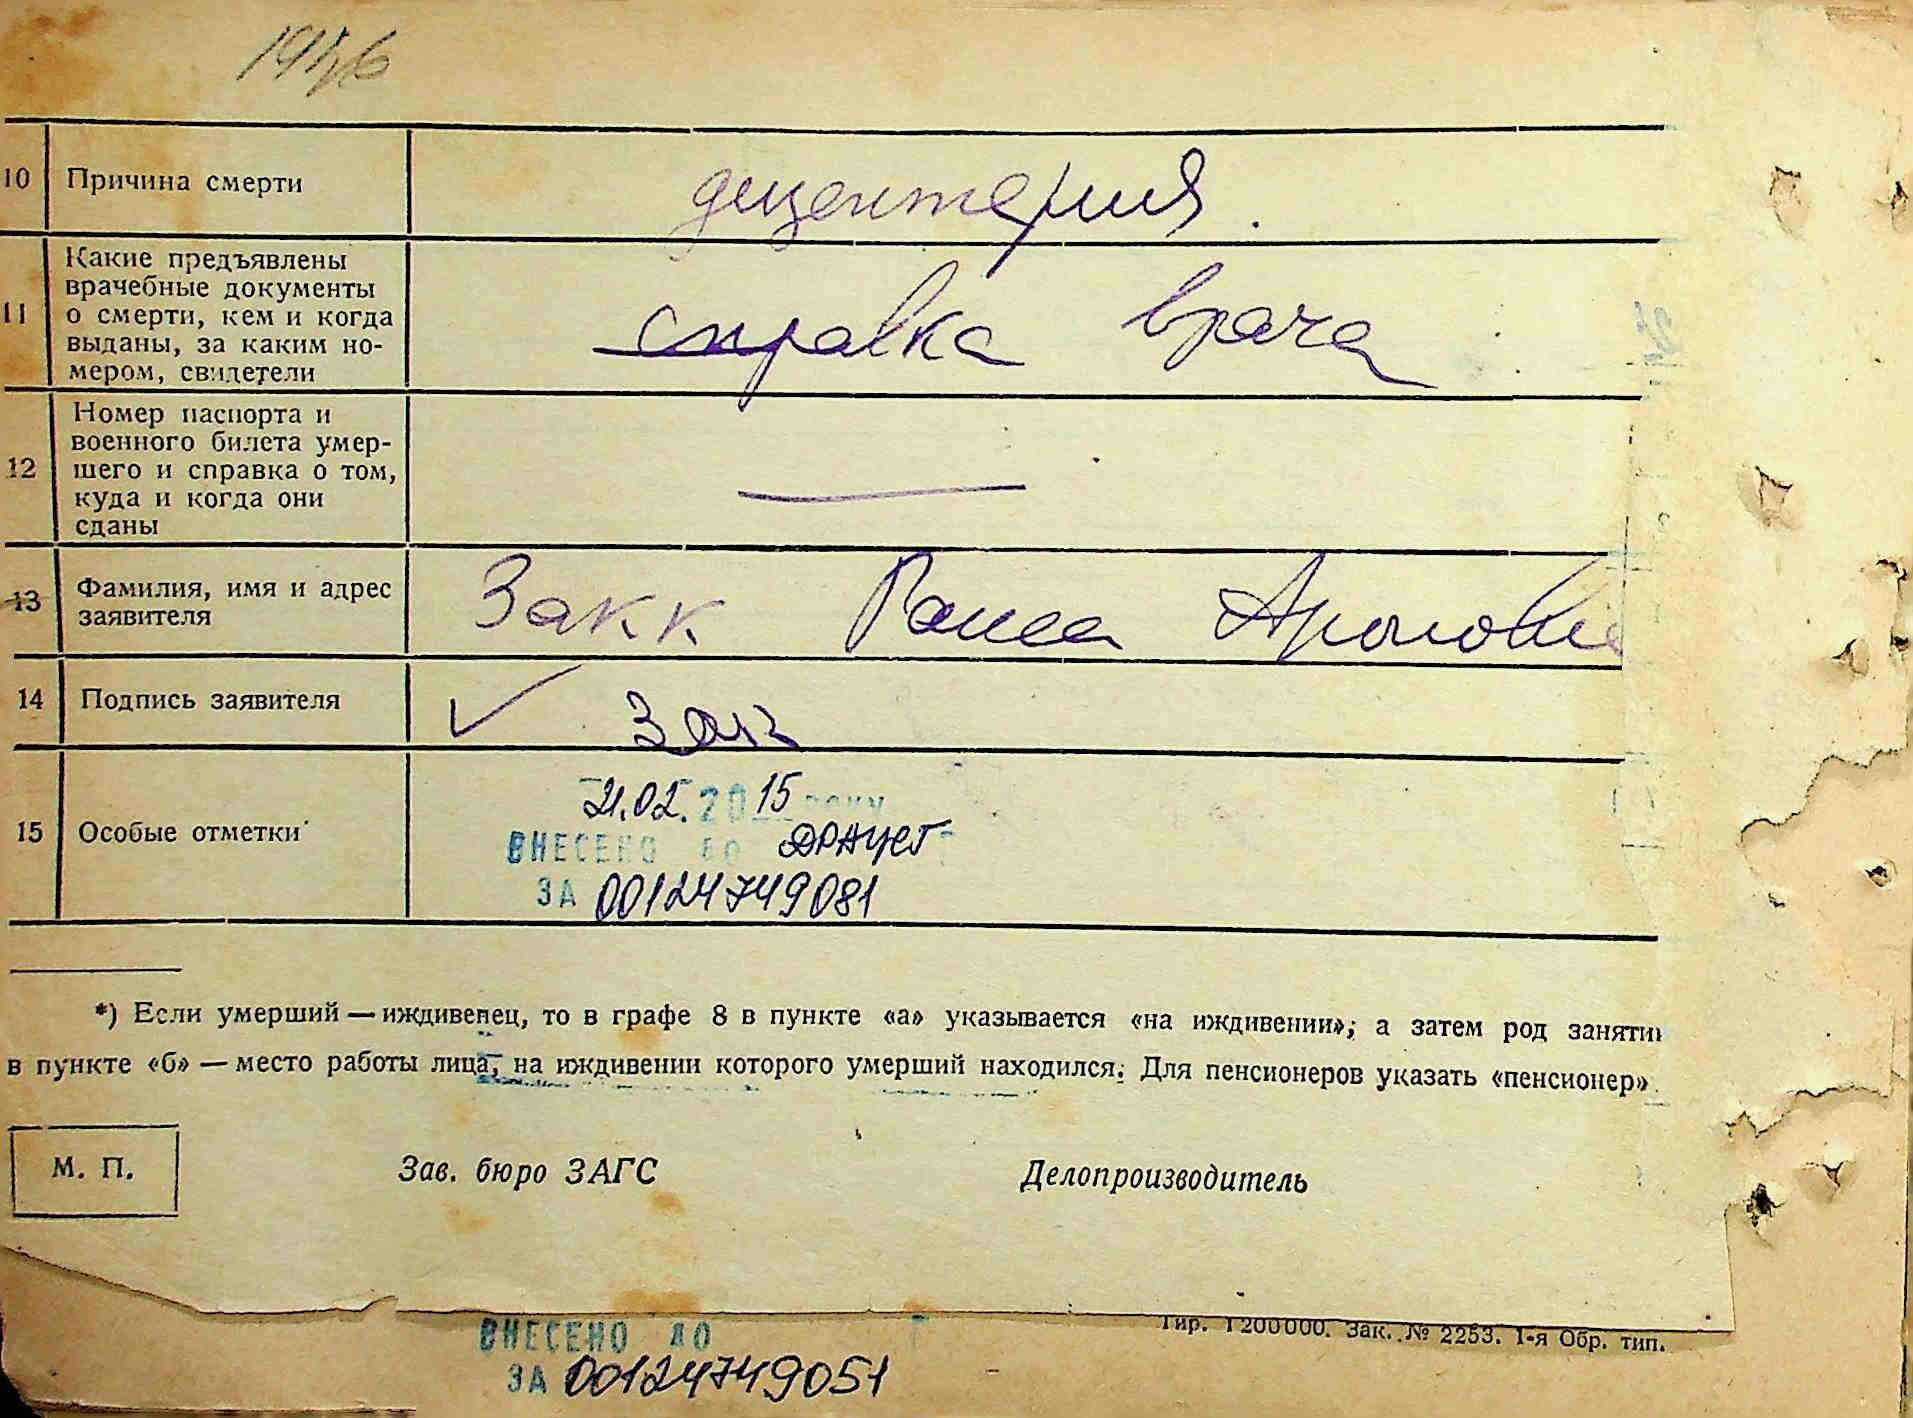 10 Причина смерти дизентерия.
11 Какие предъявлены
врачебные документы
о смерти, кем и когда
выданы, за каким но-
мером, свидетели
справка врача
12 Номер паспорта и
военного билета умер-
шего и справка о том,
куда и когда они
сданы
—
13 Фамилия, имя и адрес
заявителя
Закк Раиса Ароновн
14 Подпись заявителя ✓ Зак
15 Особые отметки
21.02.2015 року
ВНЕСЕНО ДО ДРАЦСГ
ЗА 00124749081
*) Если умерший — иждивенец, то в графе 8 в пункте «а» указывается «на иждивении», а затем род заняти
в пункте «б» — место работы лица, на иждивении которого умерший находился. Для пенсионеров указать «пенсионер».
М. П. Зав. бюро ЗАГС Делопроизводитель
Тир. 1200000. Зак. № 2253. 1-я Обр. тип.
ВНЕСЕНО ДО
ЗА 00124749051